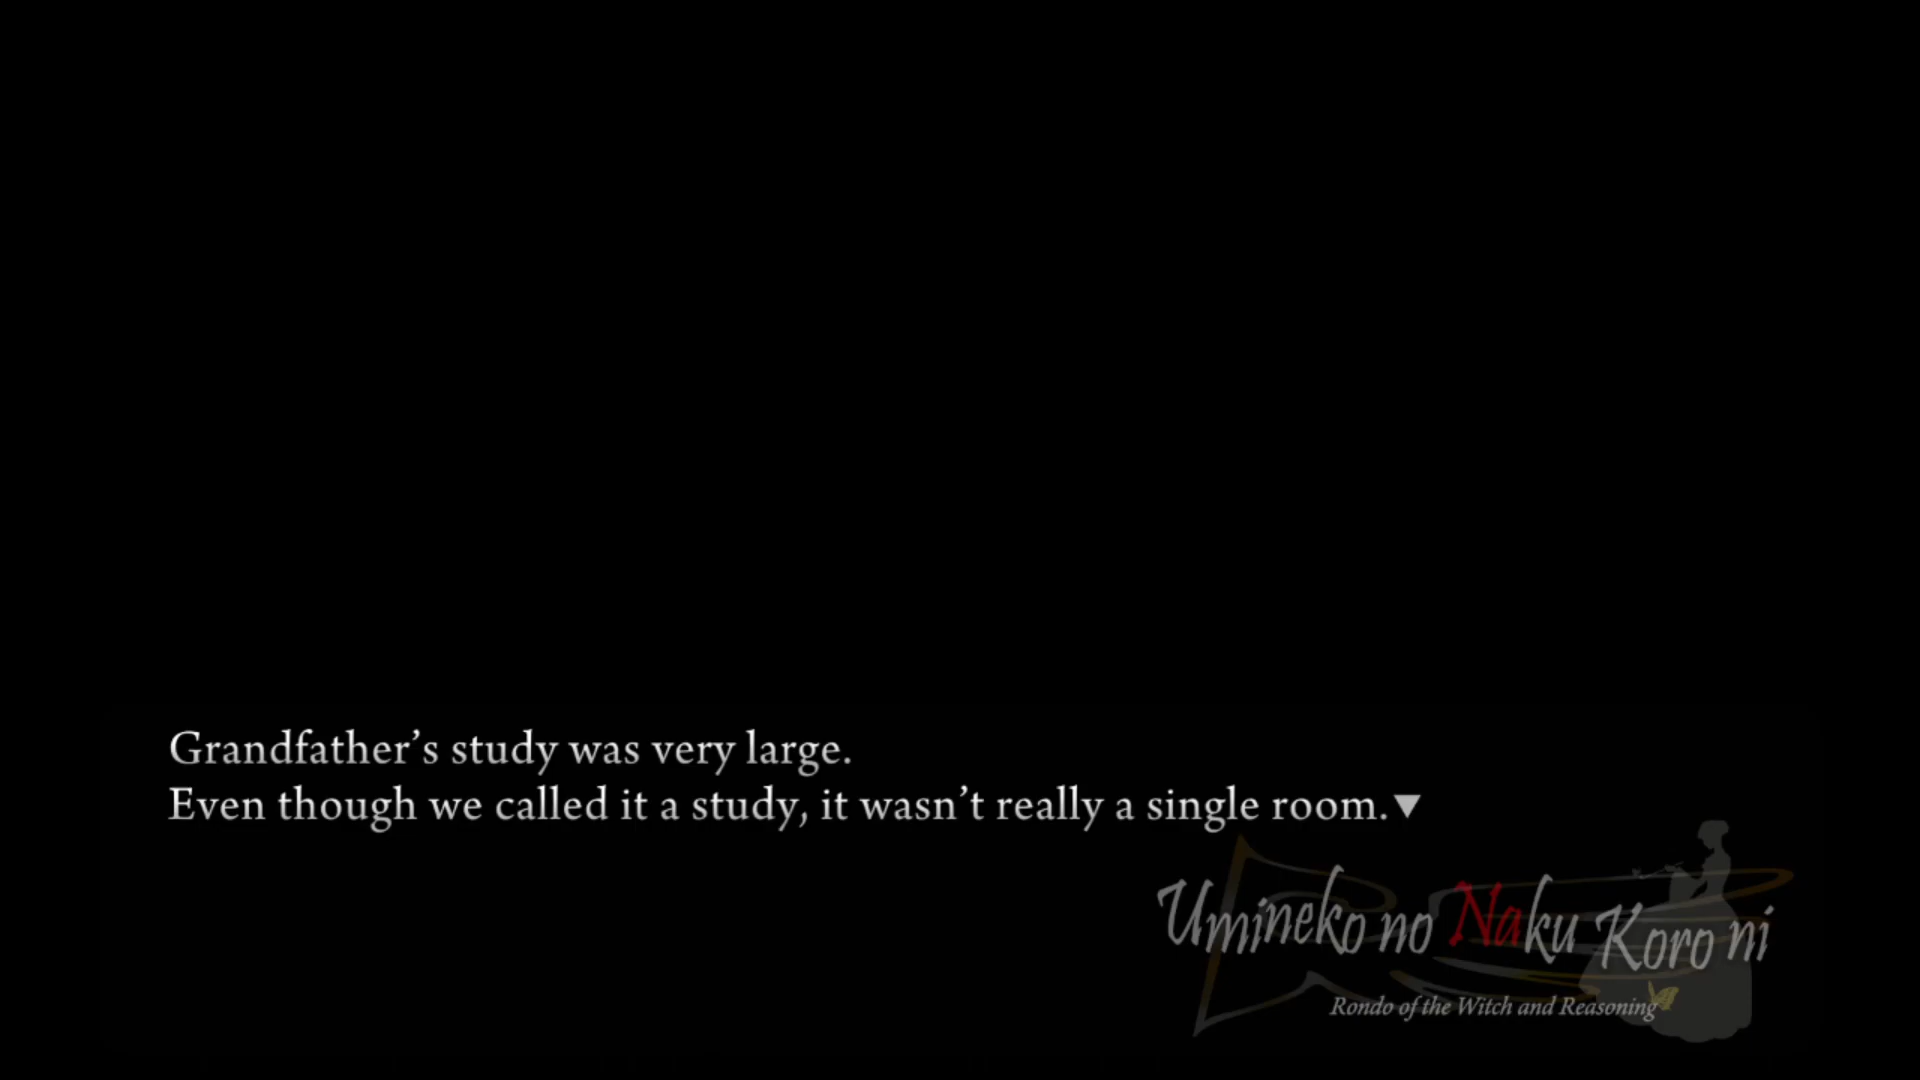 Grandfather’s study was very large.
Even though we called it a study, it wasn’t really a single room.▼
Umineko no Naku Koro ni
Rondo of the Witch and Reasoning